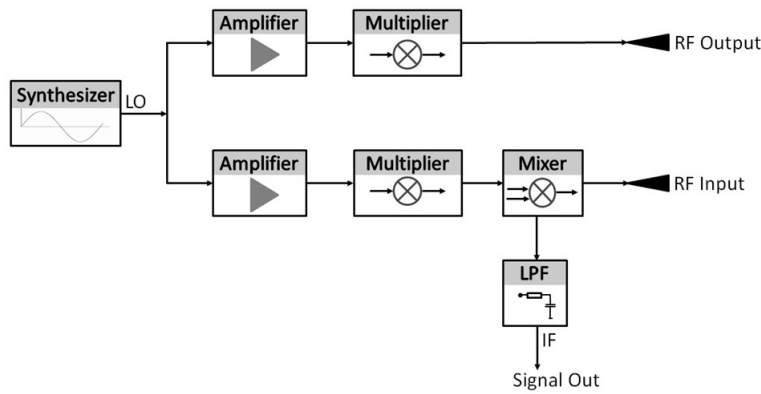 Amplifier
Multiplier
RF Output
Synthesizer
LO
Amplifier
Multiplier
Mixer
RF Input
LPF
IF
Signal Out